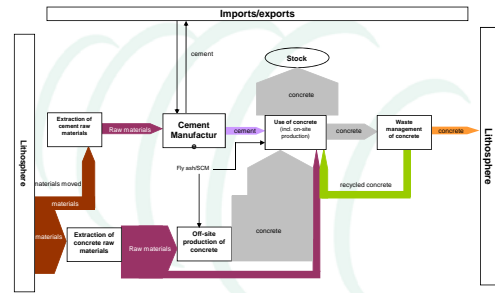 Imports/exports
cement
Stock
Lithosphere
Lithosphere
concrete
Extraction of
cement raw
materials
Raw materials
Cement
Manufactur
e
cement
Use of concrete
(incl. on-site
production)
concrete
Waste
management
of concrete
concrete
Fly ash/SCM
materials moved
materials
recycled concrete
materials
Extraction of
concrete raw
materials
Raw materials
Off-site
production of
concrete
concrete